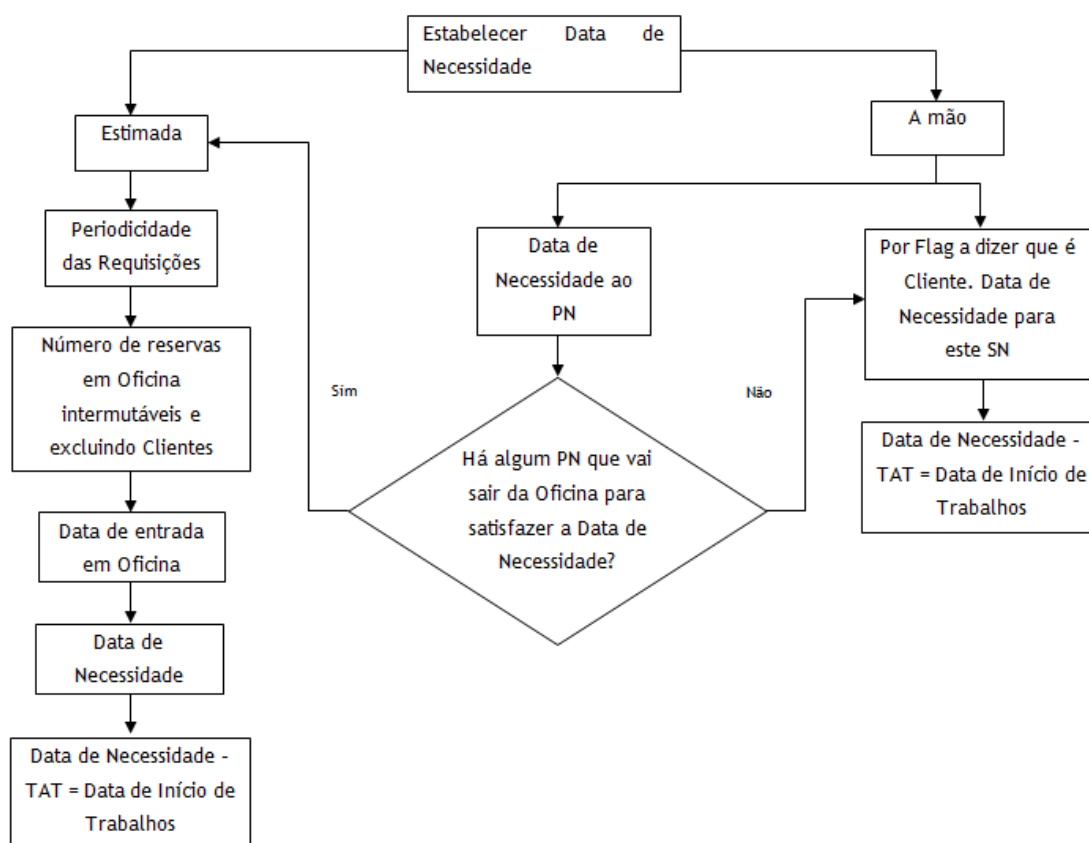 Estabelecer Data de
Necessidade
Estimada
A mão
Periodicidade
das Requisições
Data de
Necessidade ao
PN
Por Flag a dizer que é
Cliente. Data de
Necessidade para
este SN
Número de reservas
em Oficina
intermutáveis e
excluindo Clientes
Sim
Não
Há algum PN que vai
sair da Oficina para
satisfazer a Data de
Necessidade?
Data de Necessidade -
TAT = Data de Início de
Trabalhos
Data de entrada
em Oficina
Data de
Necessidade
Data de Necessidade -
TAT = Data de Início de
Trabalhos